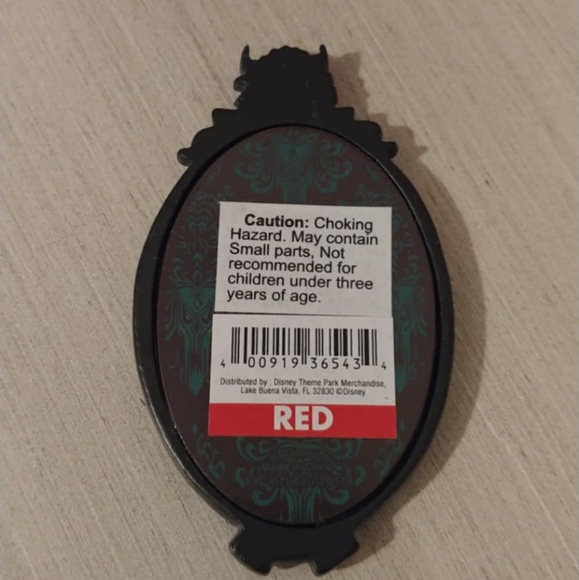 Caution: Choking
Hazard. May contain
Small parts, Not
recommended for
children under three
years of age.
4 00919 36543 4
Distributed by : Disney Theme Park Merchandise,
Lake Buena Vista, FL 32830 ©Disney
RED